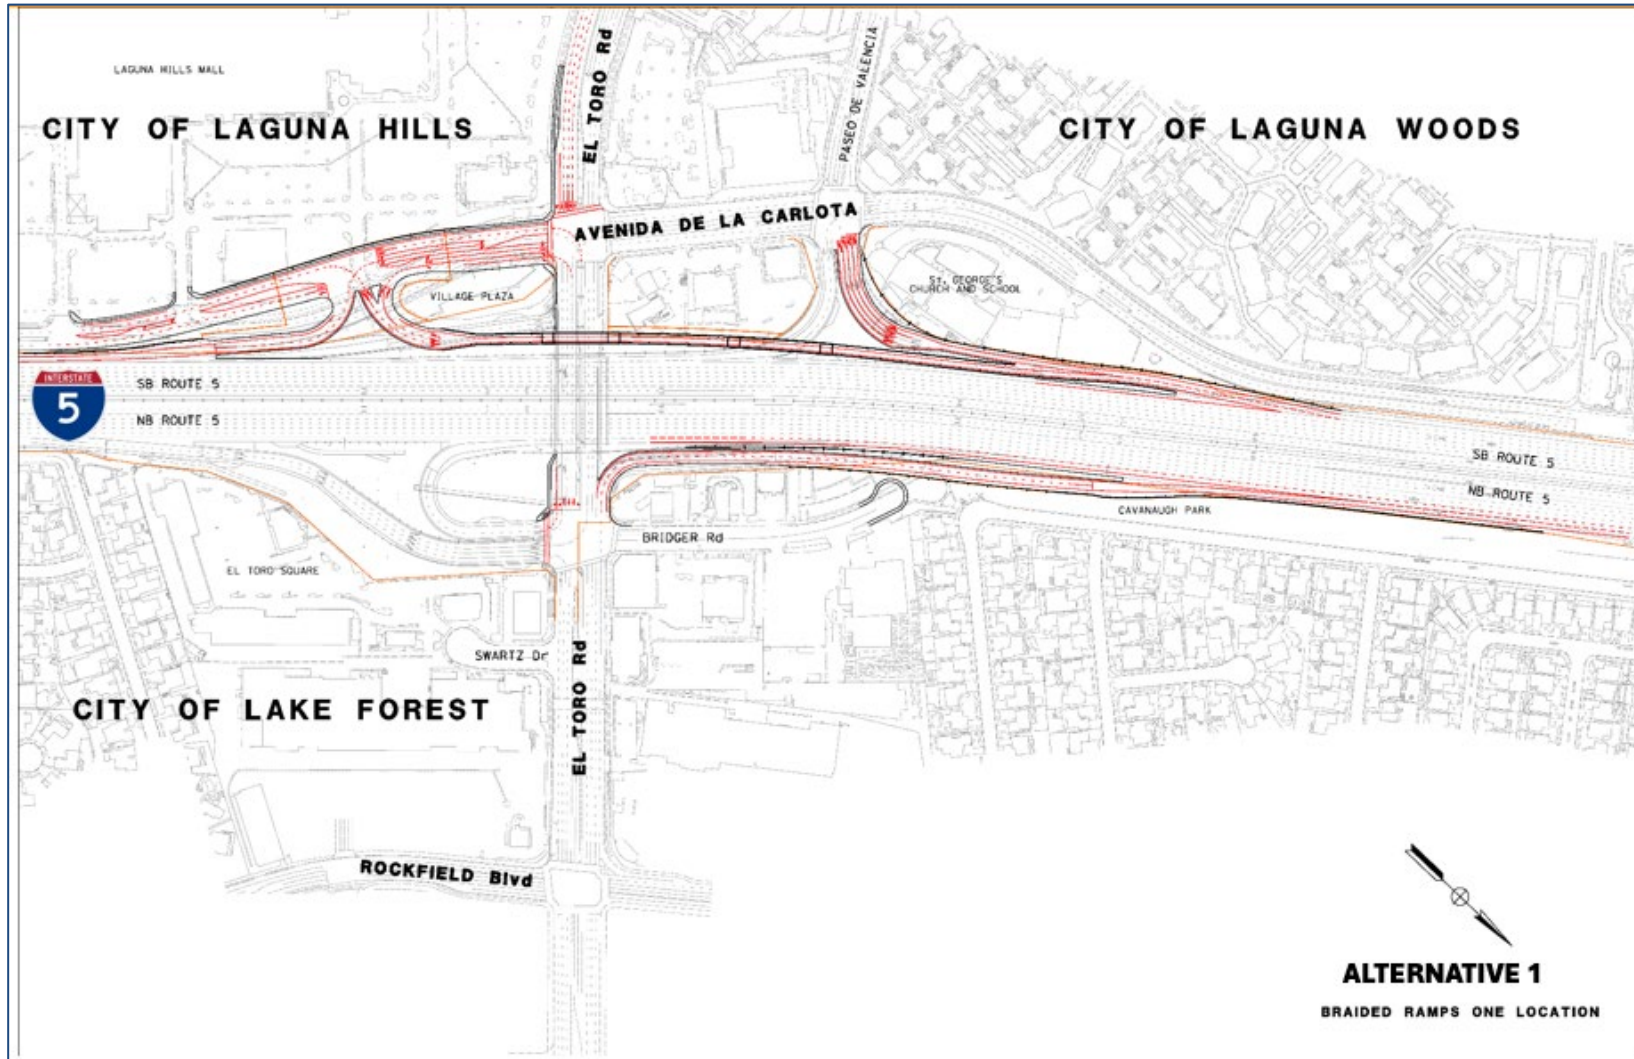 LAGUNA HILLS MALL
CITY OF LAGUNA HILLS
EL TORO Rd
PASEO DE VALENCIA
CITY OF LAGUNA WOODS
AVENIDA DE LA CARLOTA
VILLAGE PLAZA
ST. GEORGE'S
CHURCH AND SCHOOL
INTERSTATE
5
SB ROUTE 5
NB ROUTE 5
SB ROUTE 5
NB ROUTE 5
CAVANAUGH PARK
BRIDGER Rd
EL TORO SQUARE
SWARTZ Dr
EL TORO Rd
CITY OF LAKE FOREST
ROCKFIELD Blvd
ALTERNATIVE 1
BRAIDED RAMPS ONE LOCATION